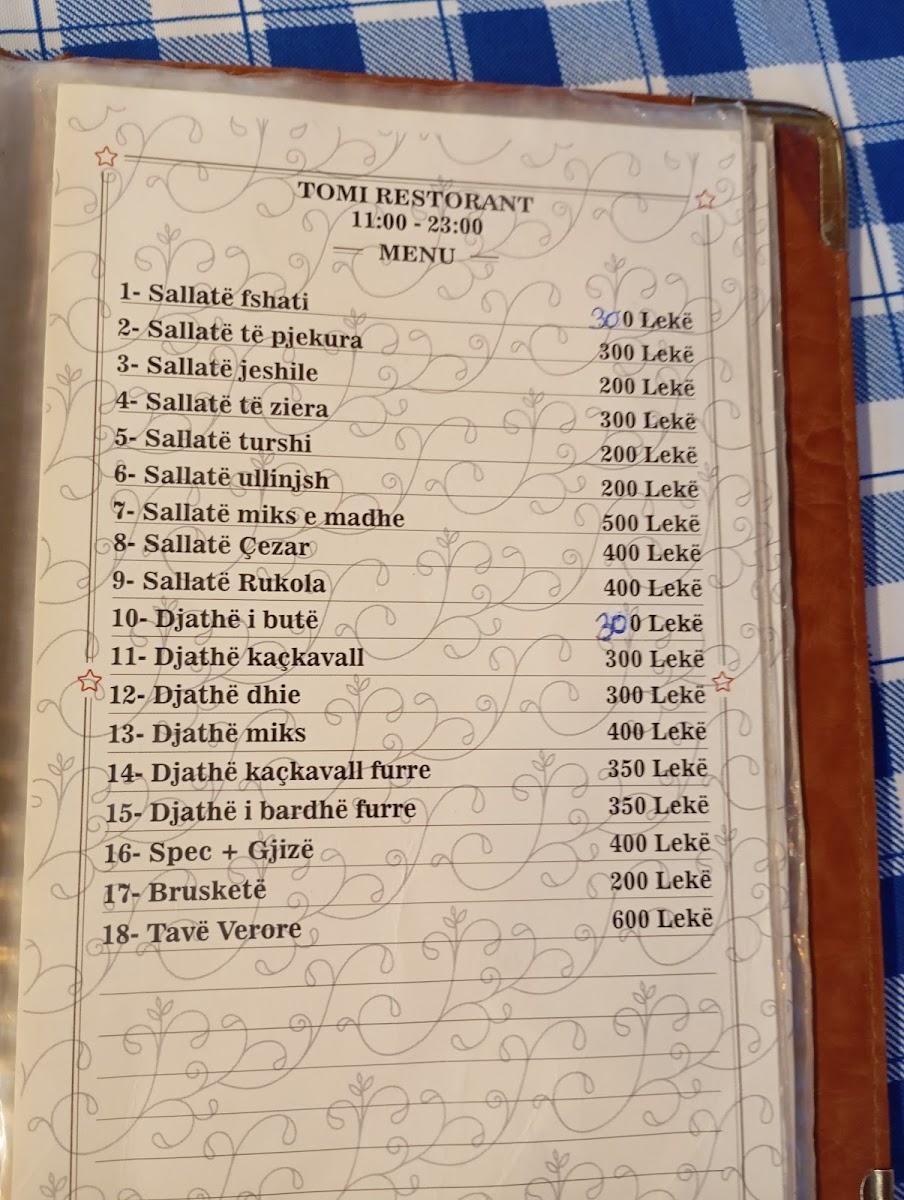 TOMI RESTORANT
11:00 - 23:00
MENU
1- Sallatë fshati 300 Lekë
2- Sallatë të pjekura 300 Lekë
3- Sallatë jeshile 200 Lekë
4- Sallatë të ziera 300 Lekë
5- Sallatë turshi 200 Lekë
6- Sallatë ullinjsh 200 Lekë
7- Sallatë miks e madhe 500 Lekë
8- Sallatë Çezar 400 Lekë
9- Sallatë Rukola 400 Lekë
10- Djathë i butë 300 Lekë
11- Djathë kaçkavall 300 Lekë
12- Djathë dhie 300 Lekë
13- Djathë miks 400 Lekë
14- Djathë kaçkavall furre 350 Lekë
15- Djathë i bardhë furre 350 Lekë
16- Spec + Gjizë 400 Lekë
17- Brusketë 200 Lekë
18- Tavë Verore 600 Lekë